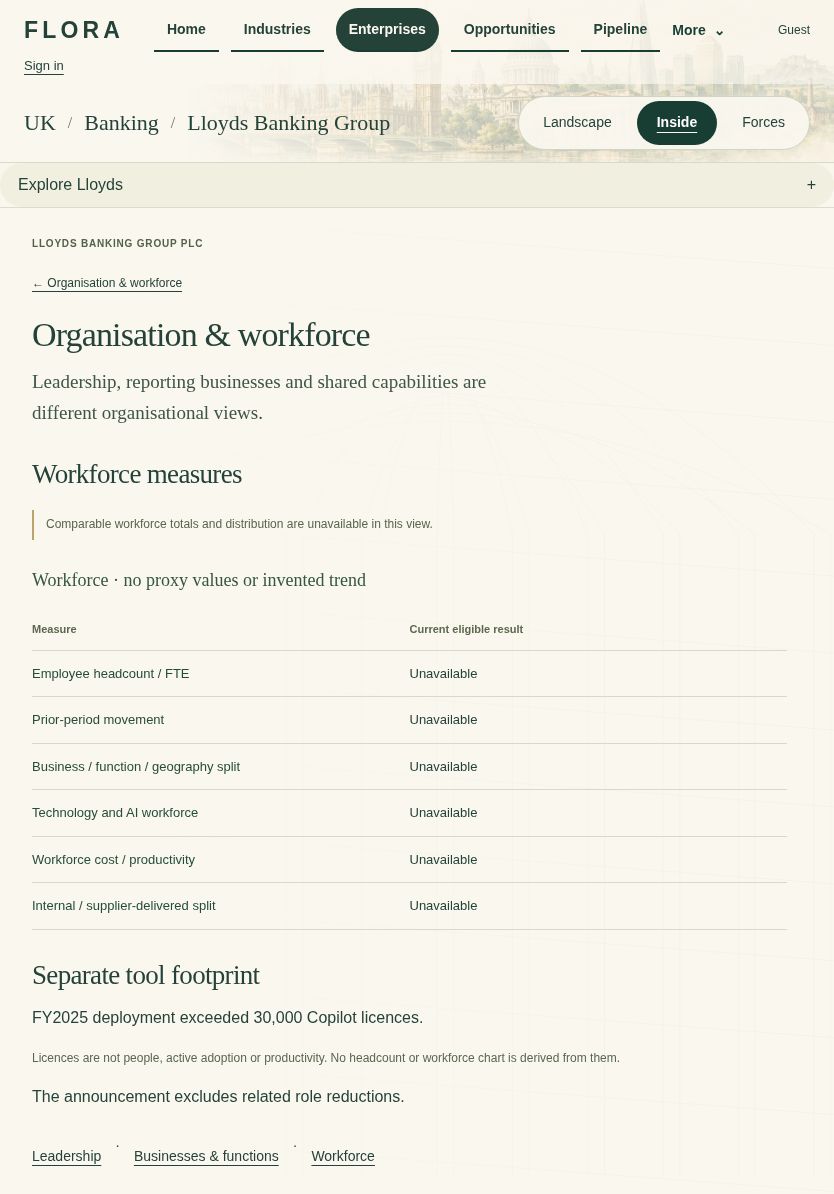 FLORA
Home
Industries
Enterprises
Opportunities
Pipeline
More ⌄
Guest
Sign in
UK / Banking / Lloyds Banking Group
Landscape
Inside
Forces
Explore Lloyds
+
LLOYDS BANKING GROUP PLC
← Organisation & workforce
Organisation & workforce
Leadership, reporting businesses and shared capabilities are
different organisational views.
Workforce measures
Comparable workforce totals and distribution are unavailable in this view.
Workforce · no proxy values or invented trend
Measure Current eligible result
Employee headcount / FTE Unavailable
Prior-period movement Unavailable
Business / function / geography split Unavailable
Technology and AI workforce Unavailable
Workforce cost / productivity Unavailable
Internal / supplier-delivered split Unavailable
Separate tool footprint
FY2025 deployment exceeded 30,000 Copilot licences.
Licences are not people, active adoption or productivity. No headcount or workforce chart is derived from them.
The announcement excludes related role reductions.
Leadership · Businesses & functions · Workforce